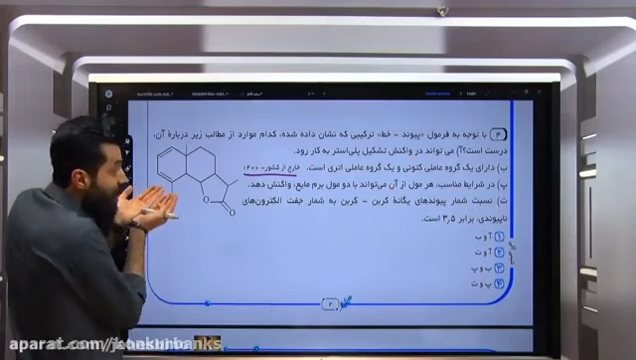 ۴ با توجه به فرمول «پیوند - خط» ترکیبی که نشان داده شده، کدام موارد از مطالب زیر دربارهٔ آن،
درست است؟ آ) می تواند در واکنش تشکیل پلی‌استر به کار رود.
ب) دارای یک گروه عاملی کتونی و یک گروه عاملی اتری است. خارج از کشور - ۱۴۰۰
پ) در شرایط مناسب، هر مول از آن می‌تواند با دو مول برم مایع، واکنش دهد.
ت) نسبت شمار پیوندهای یگانهٔ کربن - کربن به شمار جفت الکترون‌های
ناپیوندی، برابر ۳٫۵ است.
۱ آ و ب
۲ آ و ت
۳ ب و پ
۴ پ و ت
O
O
۲
aparat.com/